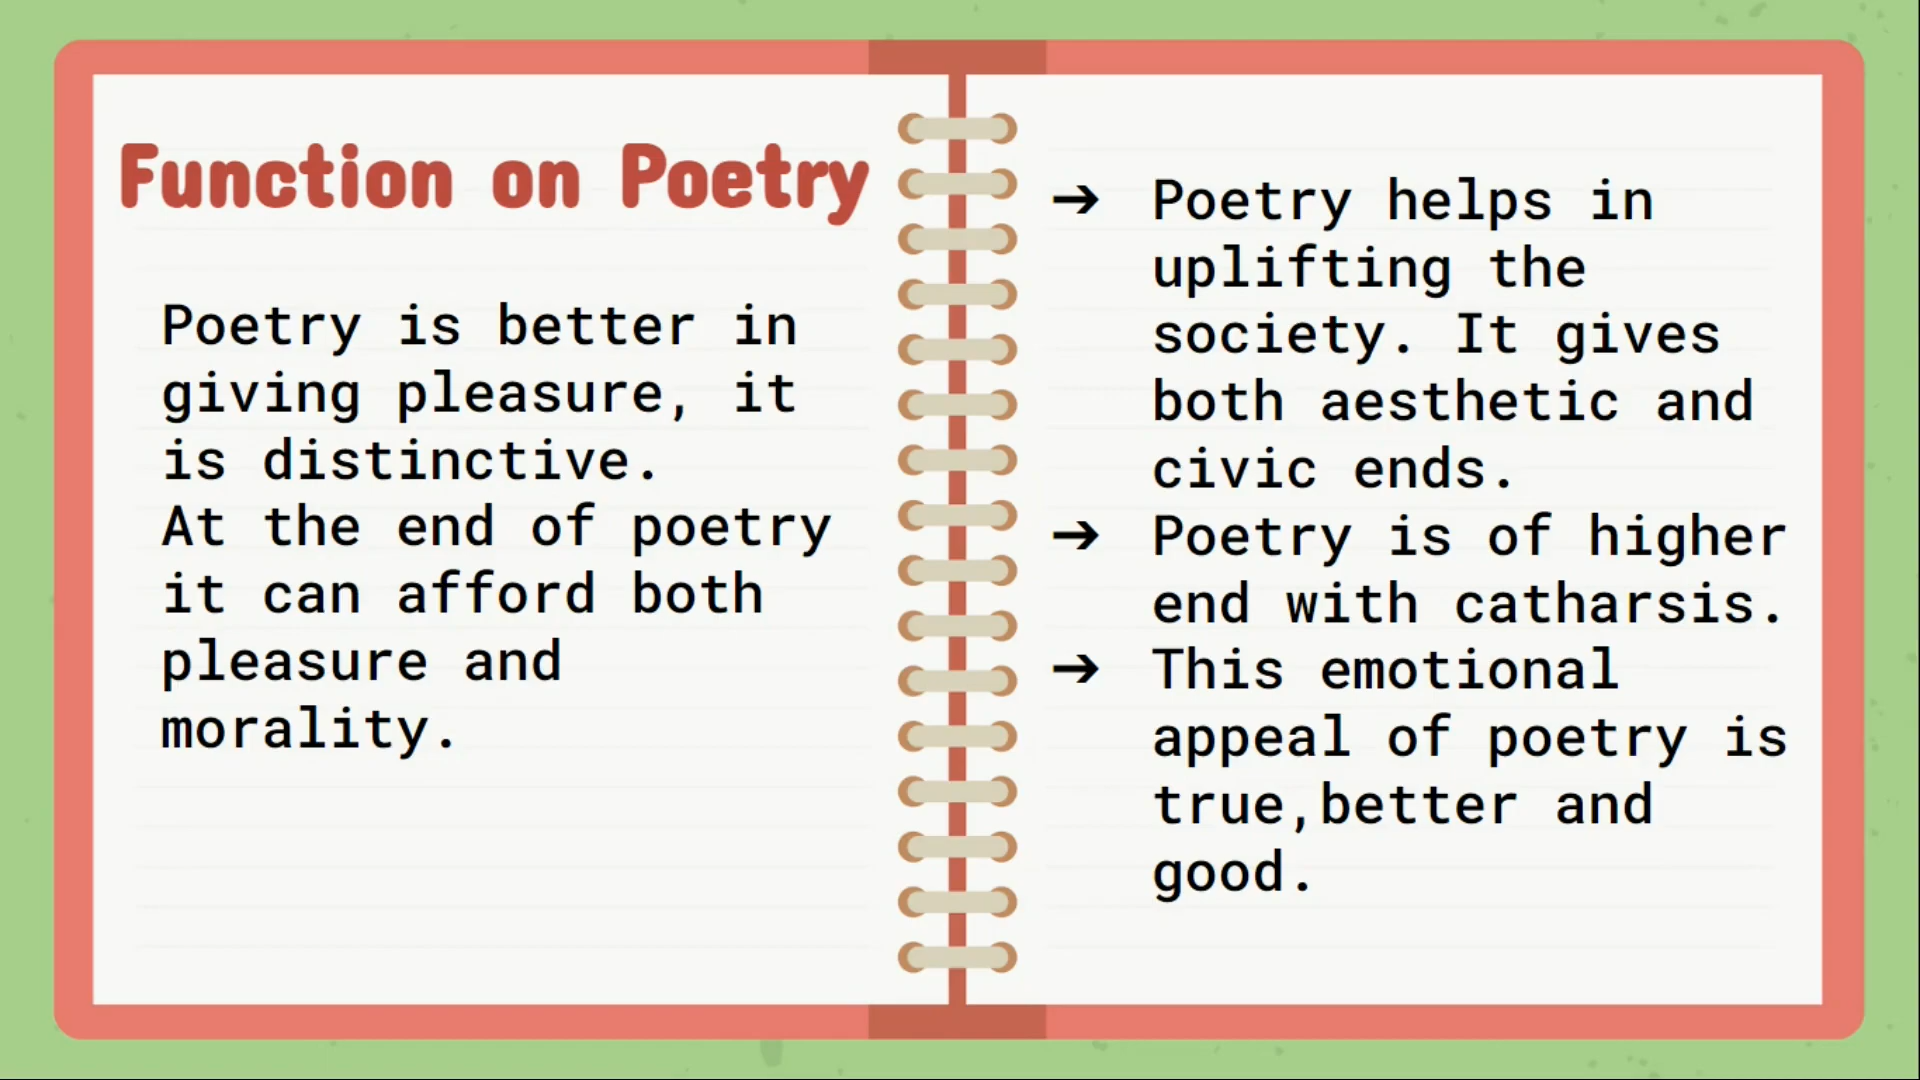 Function on Poetry
Poetry is better in
giving pleasure, it
is distinctive.
At the end of poetry
it can afford both
pleasure and
morality.
➔ Poetry helps in
uplifting the
society. It gives
both aesthetic and
civic ends.
➔ Poetry is of higher
end with catharsis.
➔ This emotional
appeal of poetry is
true,better and
good.